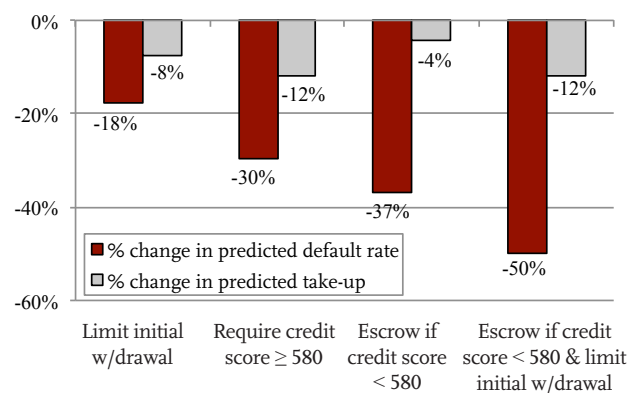 0%
-8%
-4%
-12%
-12%
-20%
-18%
-30%
-40%
-37%
% change in predicted default rate
-50%
% change in predicted take-up
-60%
Limit initial
w/drawal
Require credit
score ≥ 580
Escrow if
credit score
< 580
Escrow if credit
score < 580 & limit
initial w/drawal